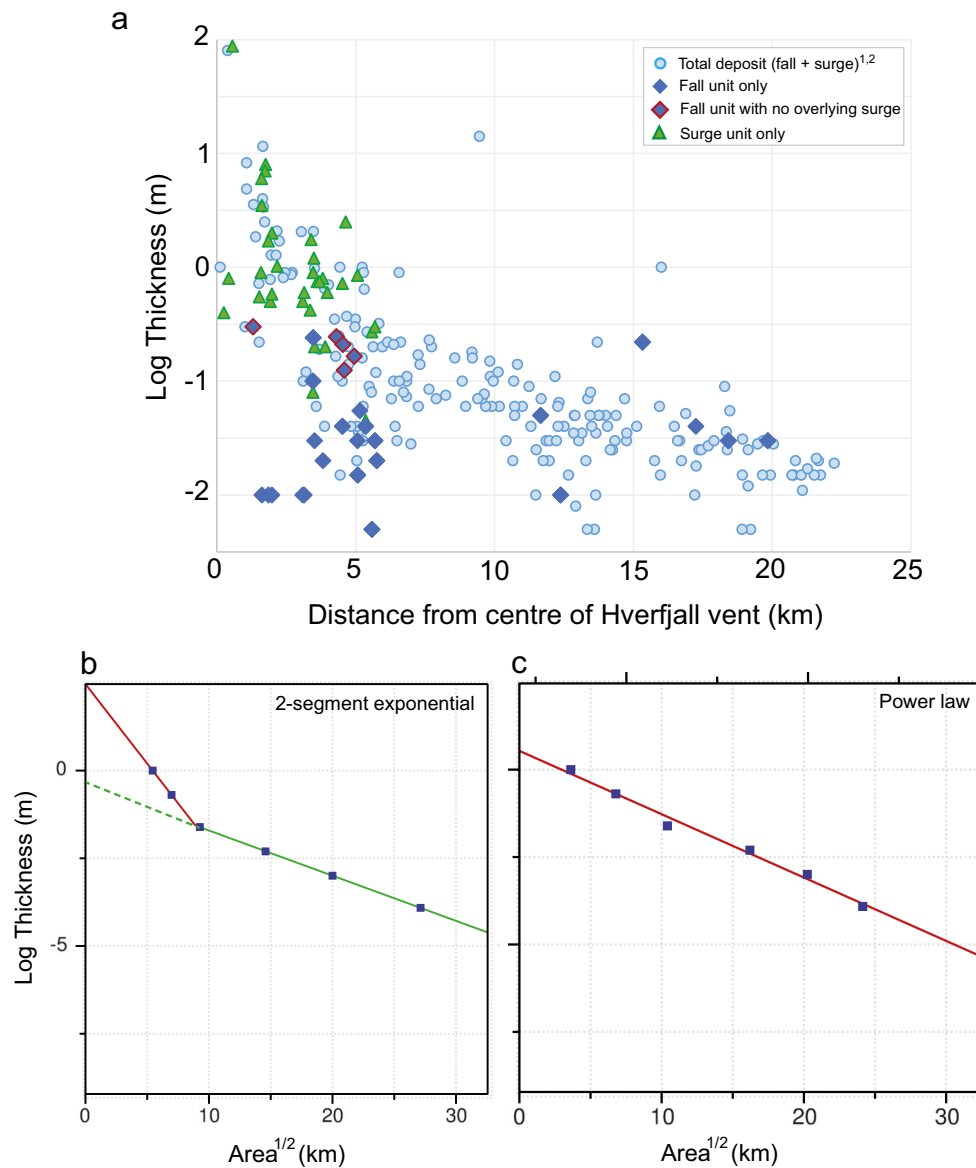 a
2
1
0
-1
-2
Log Thickness (m)
Total deposit (fall + surge)1,2
Fall unit only
Fall unit with no overlying surge
Surge unit only
0
5
10
15
20
25
Distance from centre of Hverfjall vent (km)
b
2-segment exponential
0
-5
Log Thickness (m)
0
10
20
30
Area1/2 (km)
c
Power law
0
10
20
30
Area1/2 (km)